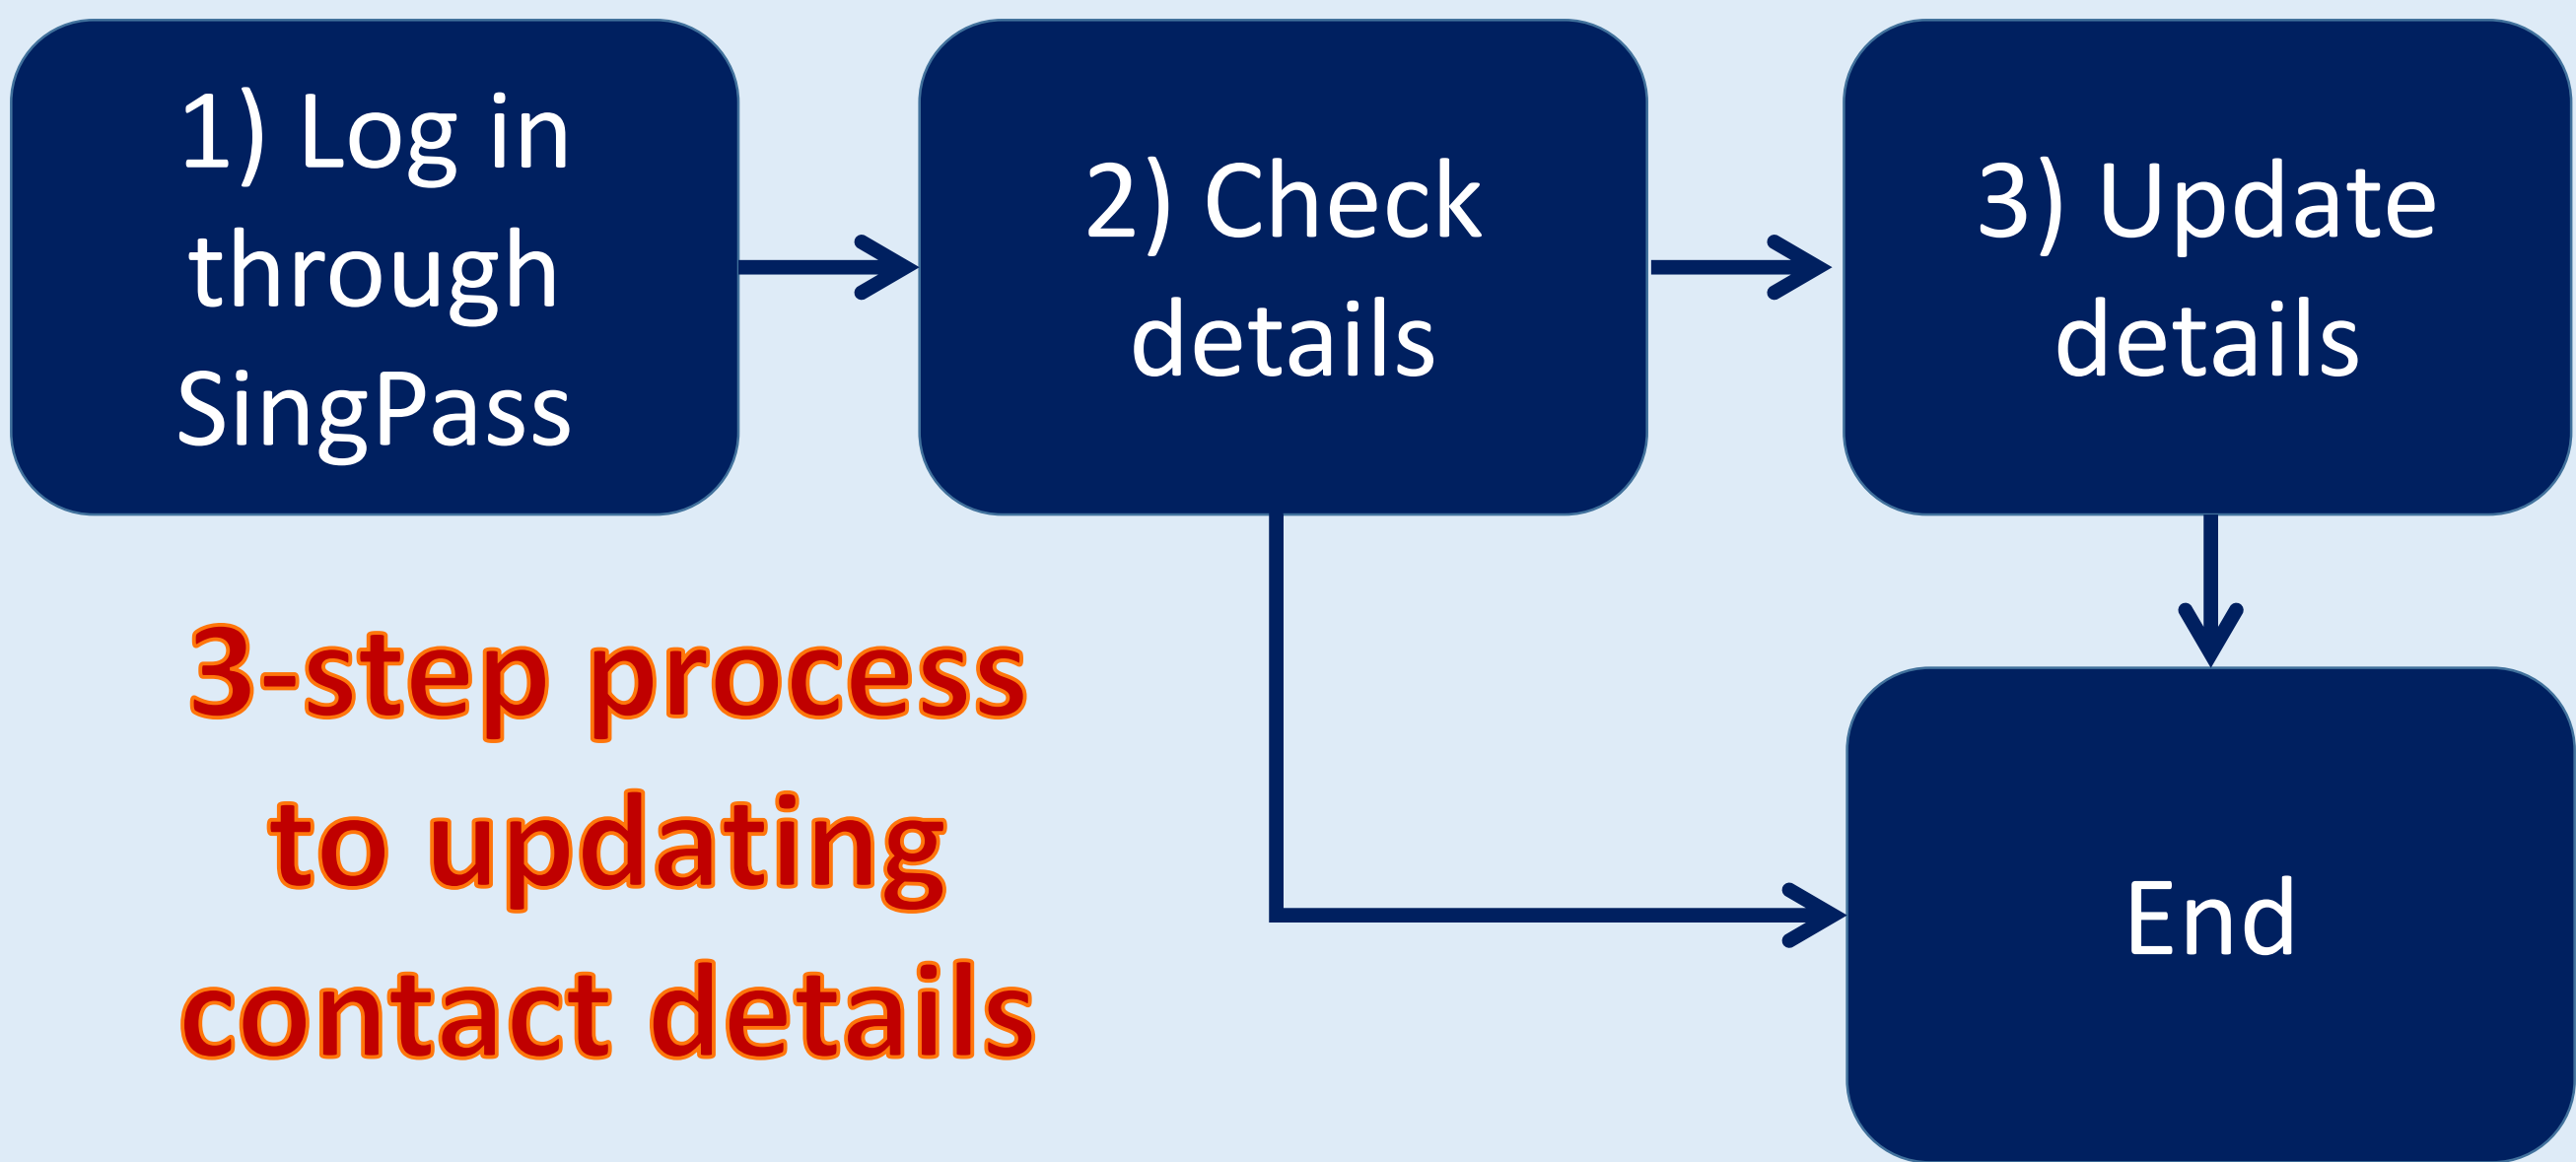 1) Log in
through
SingPass
2) Check
details
3) Update
details
3-step process
to updating
contact details
End